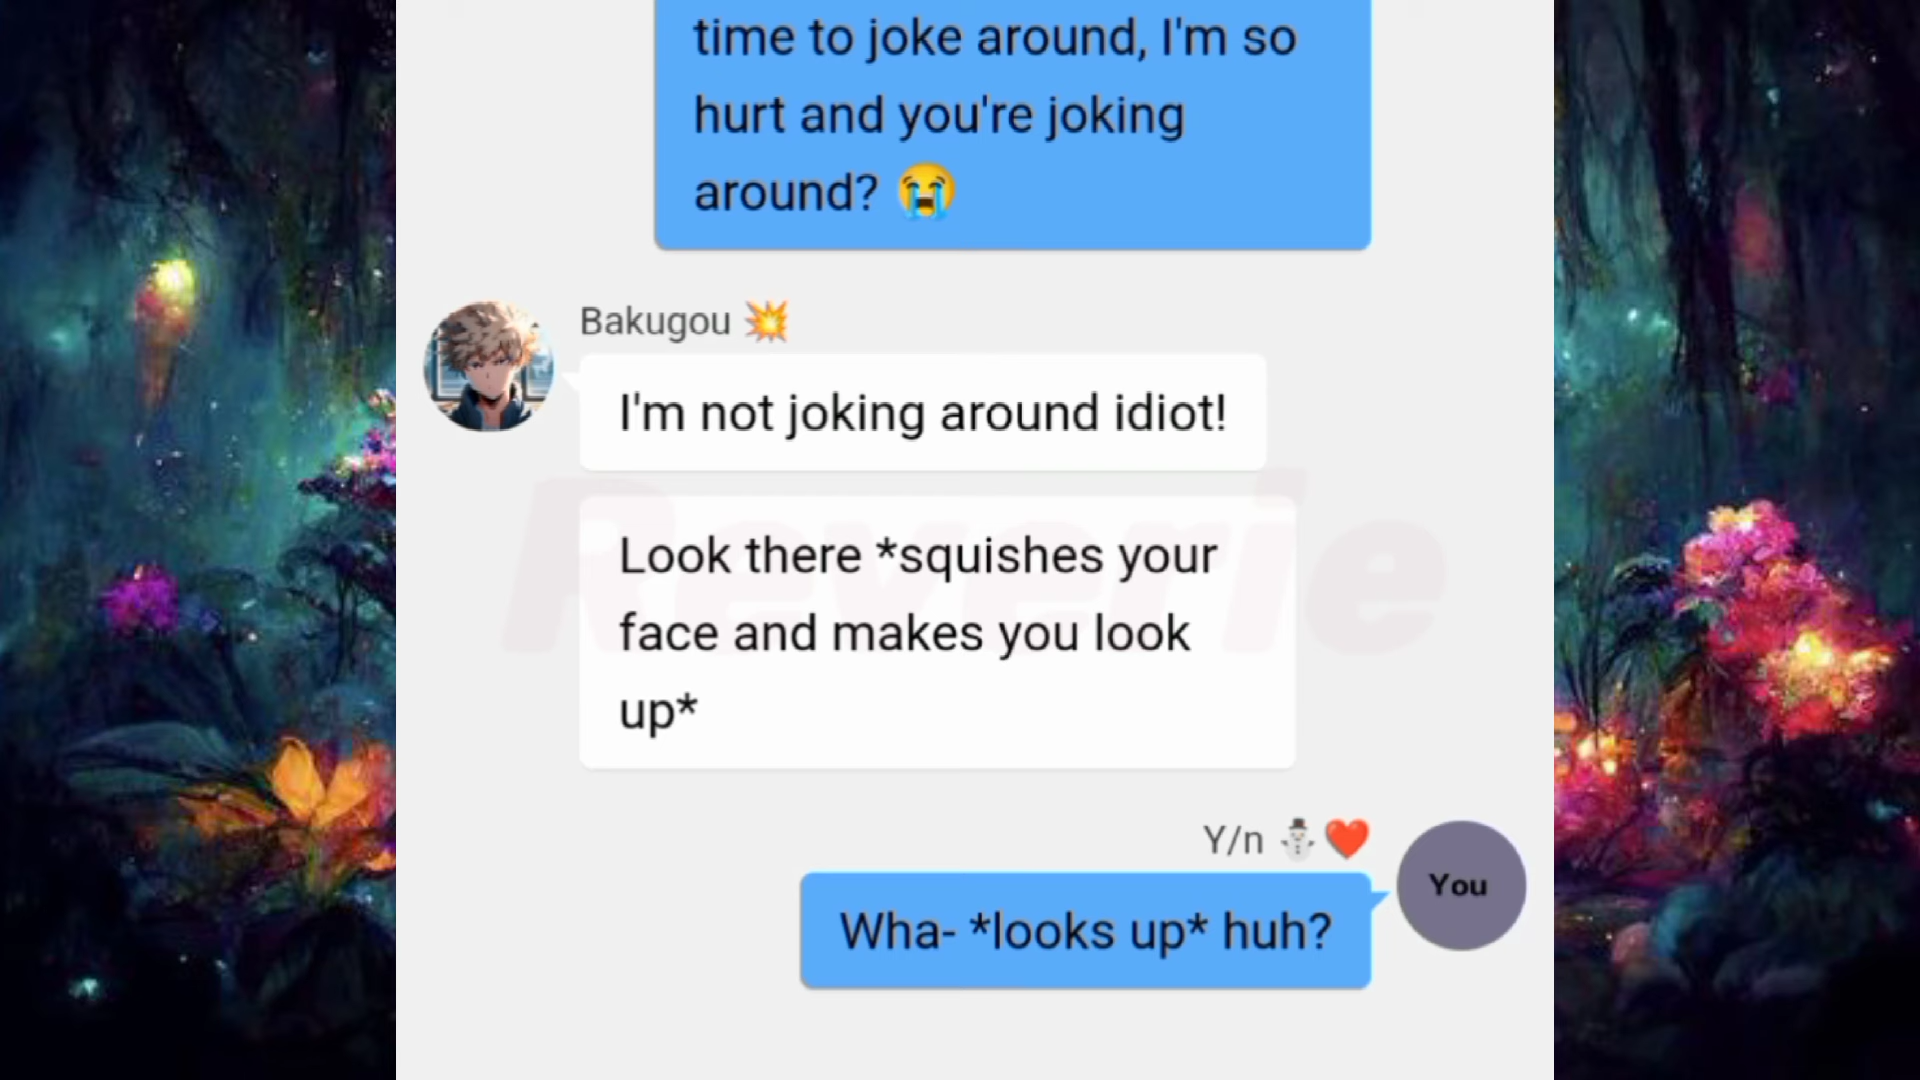 time to joke around, I'm so
hurt and you're joking
around? 😭
Bakugou 💥
I'm not joking around idiot!
Look there *squishes your
face and makes you look
up*
Reverie
Y/n ⛄❤️
Wha- *looks up* huh?
You